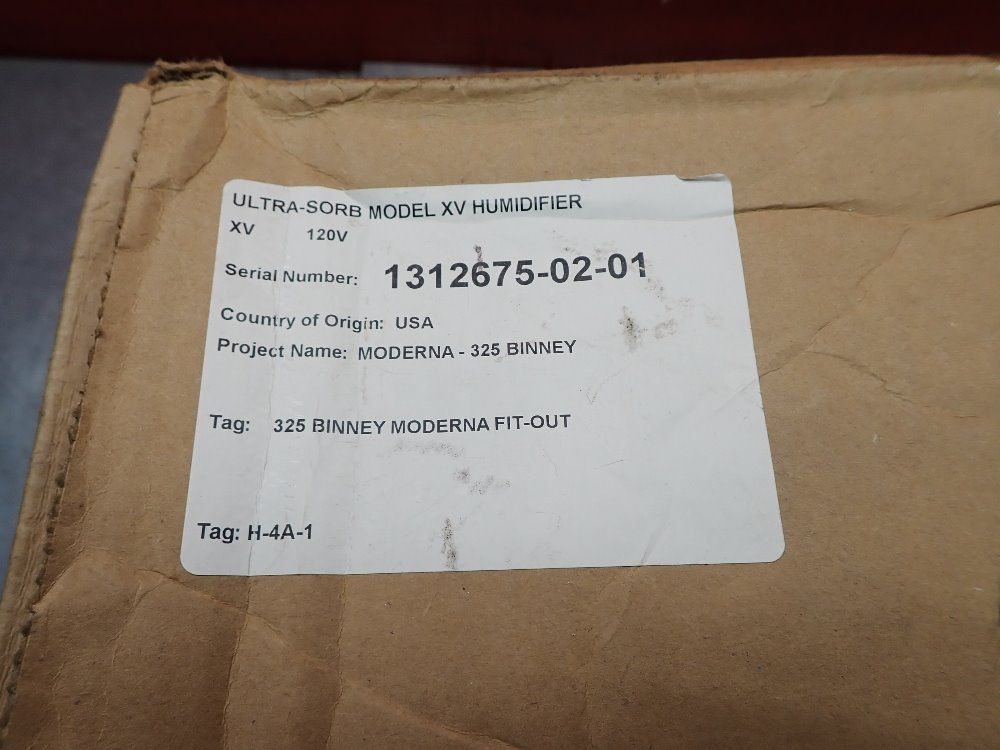 ULTRA-SORB MODEL XV HUMIDIFIER
XV 120V
Serial Number: 1312675-02-01
Country of Origin: USA
Project Name: MODERNA - 325 BINNEY
Tag: 325 BINNEY MODERNA FIT-OUT
Tag: H-4A-1